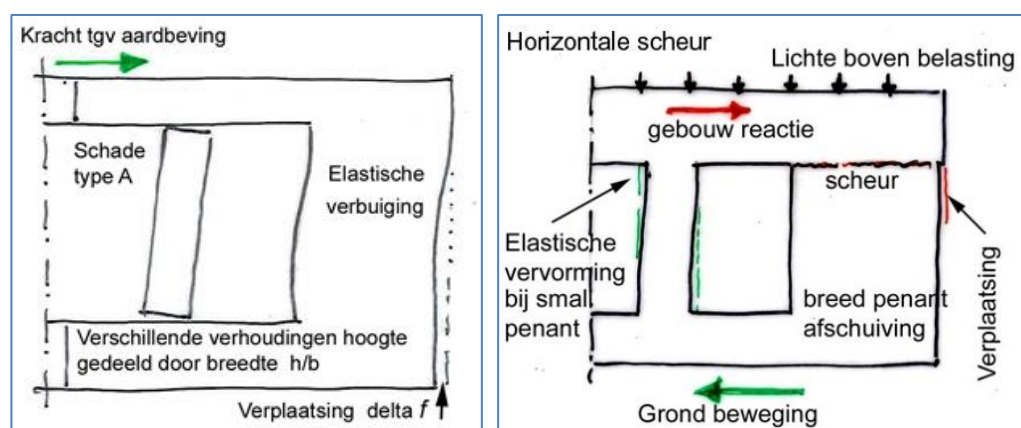 Kracht tgv aardbeving
Schade
type A
Elastische
verbuiging
Verschillende verhoudingen hoogte
gedeeld door breedte h/b
Verplaatsing delta f
Horizontale scheur
Lichte boven belasting
gebouw reactie
scheur
Elastische
vervorming
bij smal
penant
breed penant
afschuiving
Verplaatsing
Grond beweging